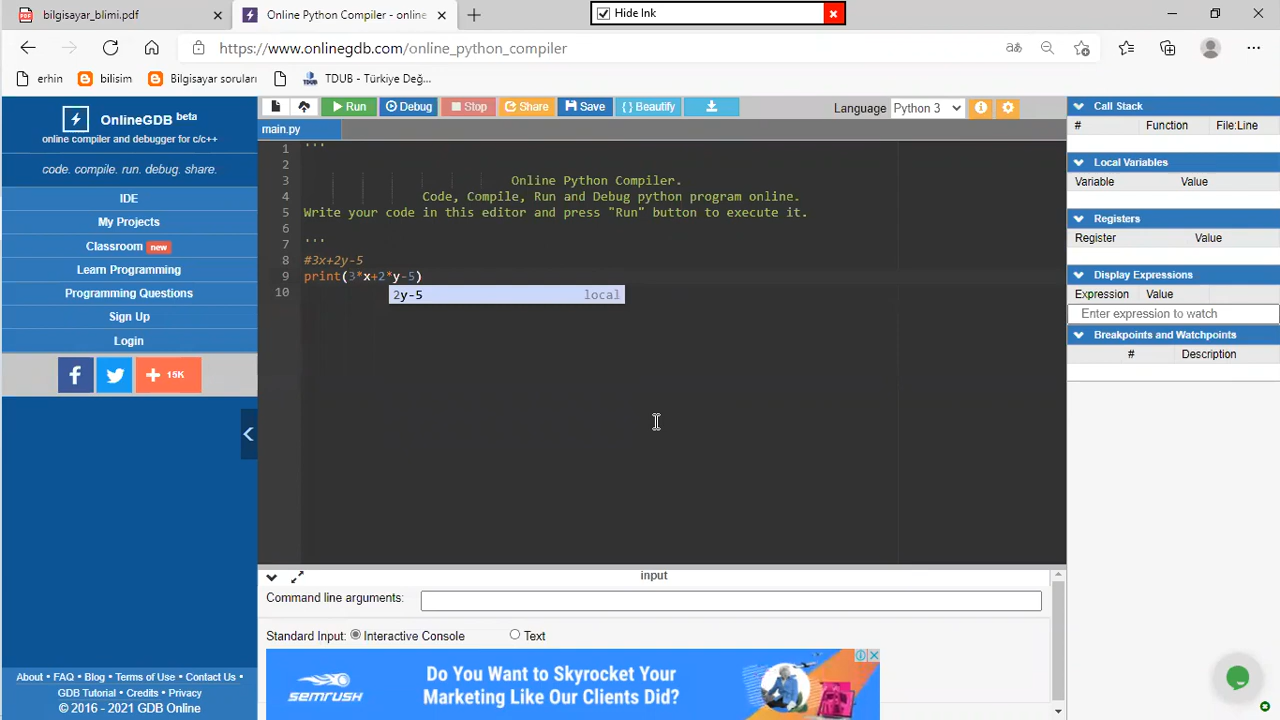 bilgisayar_blimi.pdf
Online Python Compiler - online
Hide Ink
https://www.onlinegdb.com/online_python_compiler
erhin
bilisim
Bilgisayar soruları
TDUB
TDUB - Türkiye Değ...
OnlineGDB beta
online compiler and debugger for c/c++
code. compile. run. debug. share.
IDE
My Projects
Classroom new
Learn Programming
Programming Questions
Sign Up
Login
15K
About • FAQ • Blog • Terms of Use • Contact Us •
GDB Tutorial • Credits • Privacy
© 2016 - 2021 GDB Online
Run Debug Stop Share Save { } Beautify
Language Python 3
main.py
1 '''
2
3 Online Python Compiler.
4 Code, Compile, Run and Debug python program online.
5 Write your code in this editor and press "Run" button to execute it.
6
7 '''
8 #3x+2y-5
9 print(3*x+2*y-5)
10
2y-5 local
input
Command line arguments:
Standard Input: Interactive Console Text
SEMRUSH
Do You Want to Skyrocket Your
Marketing Like Our Clients Did?
Call Stack
# Function File:Line
Local Variables
Variable Value
Registers
Register Value
Display Expressions
Expression Value
Enter expression to watch
Breakpoints and Watchpoints
# Description